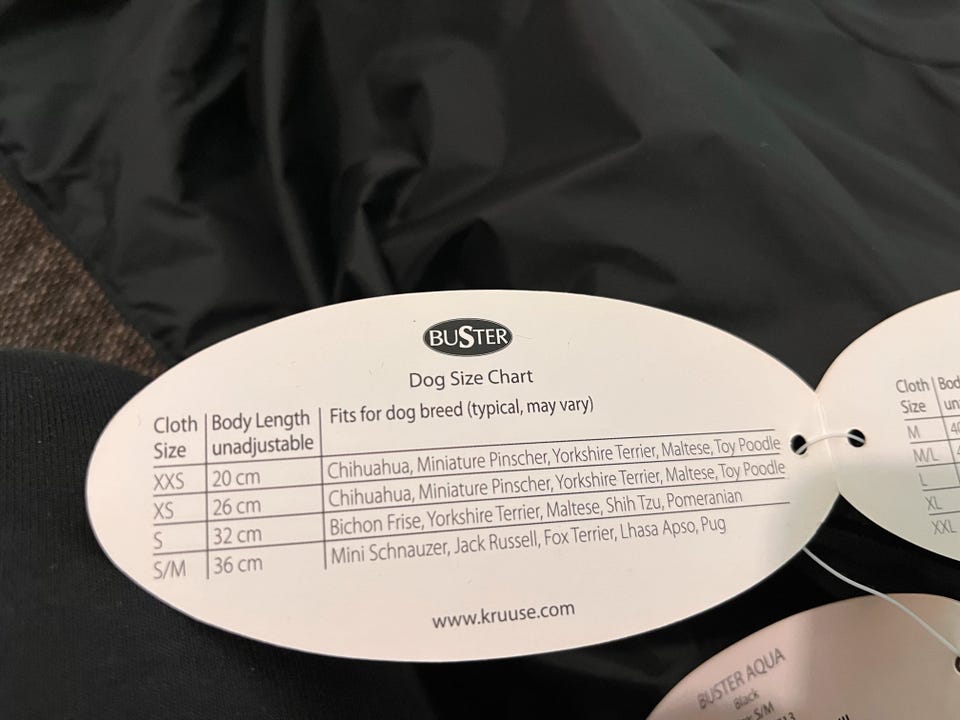 BUSTER
Dog Size Chart
Cloth Size | Body Length unadjustable | Fits for dog breed (typical, may vary)
XXS | 20 cm | Chihuahua, Miniature Pinscher, Yorkshire Terrier, Maltese, Toy Poodle
XS | 26 cm | Chihuahua, Miniature Pinscher, Yorkshire Terrier, Maltese, Toy Poodle
S | 32 cm | Bichon Frise, Yorkshire Terrier, Maltese, Shih Tzu, Pomeranian
S/M | 36 cm | Mini Schnauzer, Jack Russell, Fox Terrier, Lhasa Apso, Pug
www.kruuse.com
Cloth Size
M
M/L
L
XL
XXL
BUSTER AQUA
Black
S/M